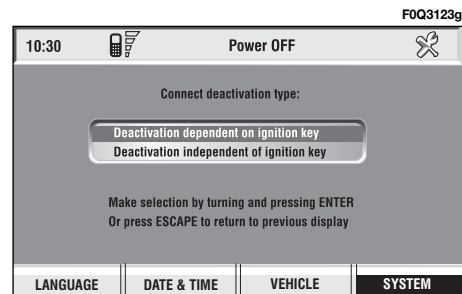 F0Q3123g
10:30 Power OFF
Connect deactivation type:
Deactivation dependent on ignition key
Deactivation independent of ignition key
Make selection by turning and pressing ENTER
Or press ESCAPE to return to previous display
LANGUAGE DATE & TIME VEHICLE SYSTEM